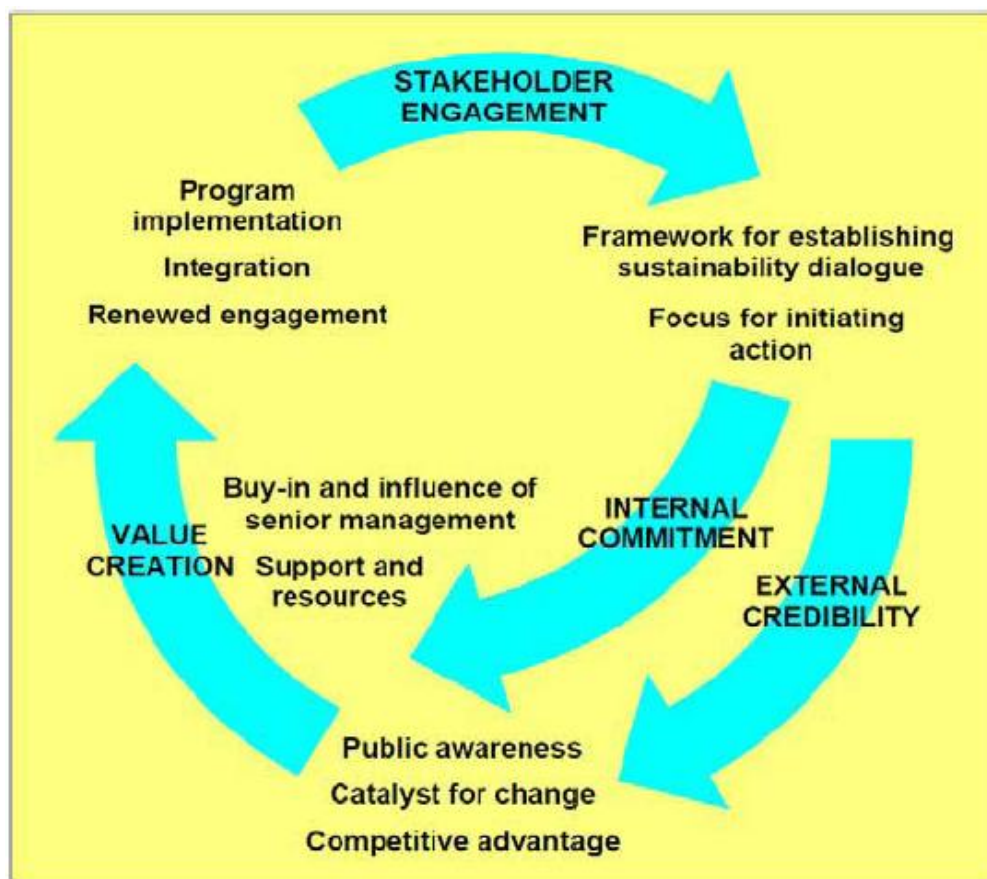 STAKEHOLDER
ENGAGEMENT
Program
implementation
Integration
Renewed engagement
Framework for establishing
sustainability dialogue
Focus for initiating
action
Buy-in and influence of
senior management
Support and
resources
VALUE
CREATION
INTERNAL
COMMITMENT
EXTERNAL
CREDIBILITY
Public awareness
Catalyst for change
Competitive advantage